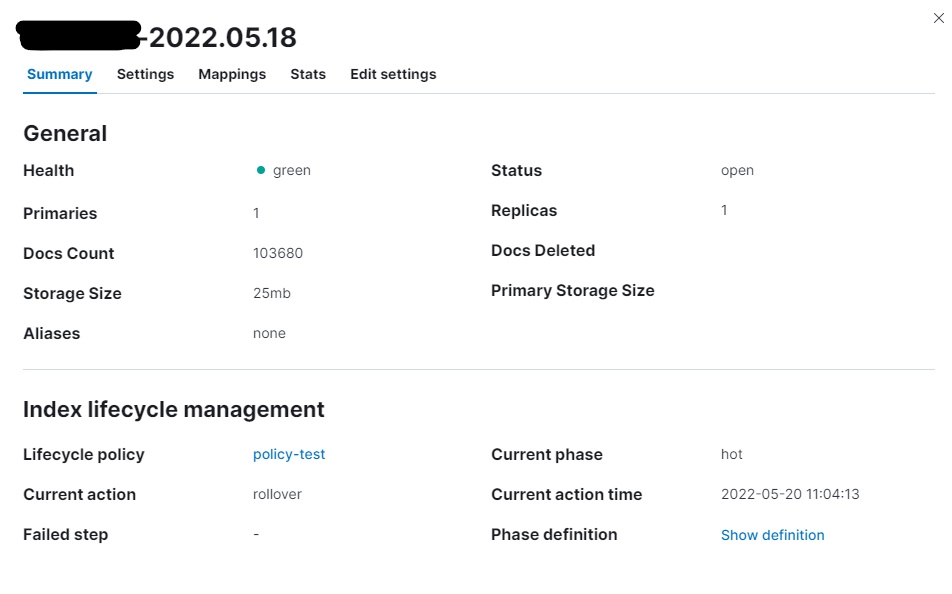 -2022.05.18
Summary Settings Mappings Stats Edit settings
General
Health green Status open
Primaries 1 Replicas 1
Docs Count 103680 Docs Deleted
Storage Size 25mb Primary Storage Size
Aliases none
Index lifecycle management
Lifecycle policy policy-test Current phase hot
Current action rollover Current action time 2022-05-20 11:04:13
Failed step - Phase definition Show definition